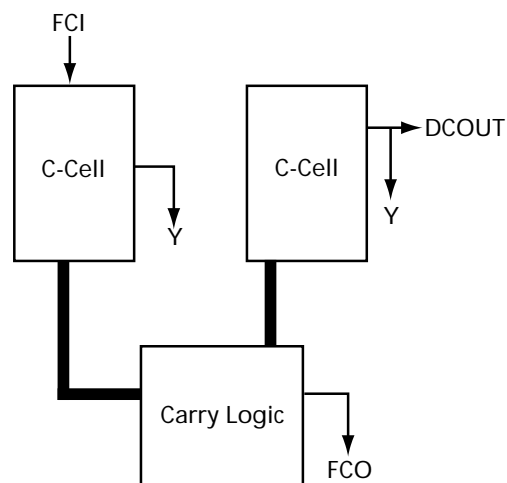 FCI
DCOUT
C-Cell
C-Cell
Y
Y
Carry Logic
FCO